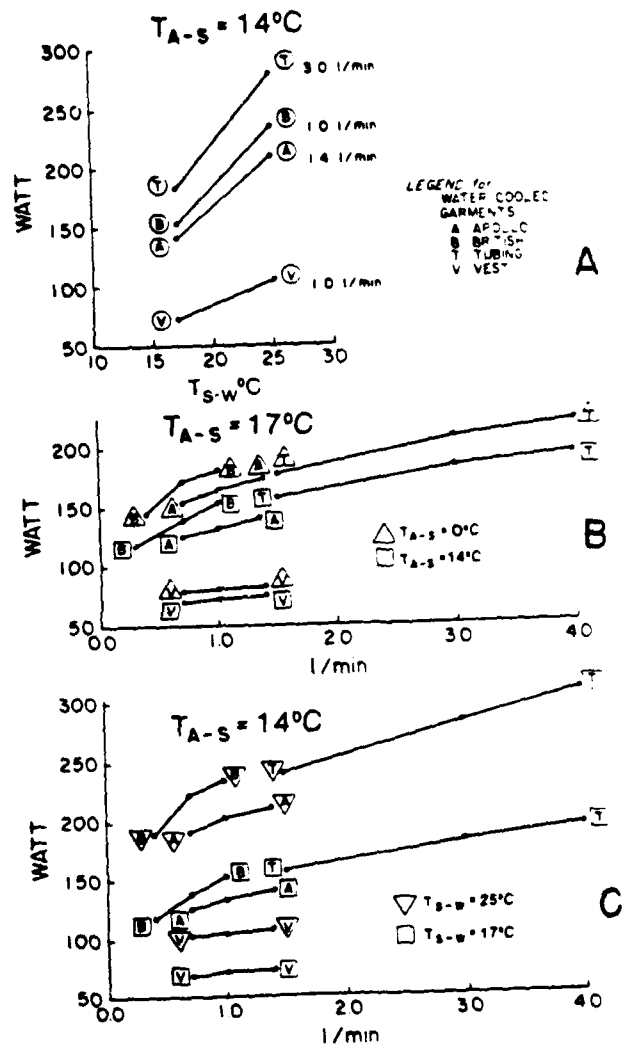 T A-S = 14°C
300
250
200
150
100
50
WATT
10
15
20
25
30
T S-W °C
T 3.0 l/min
B 1.0 l/min
A 1.4 l/min
V 1.0 l/min
T
B
A
V
LEGEND for
WATER COOLED
GARMENTS
A APOLLO
B BRITISH
T TUBING
V VEST
A
T A-S = 17°C
200
150
100
50
WATT
0.0
1.0
2.0
3.0
4.0
l/min
B B A T T
A B T T
B A A
V V
V V
△ T A-S = 0°C
□ T A-S = 14°C
B
T A-S = 14°C
300
250
200
150
100
50
WATT
0.0
1.0
2.0
3.0
4.0
l/min
T
B T
B A A
B T T
B A A
V V
V V
▽ T S-W = 25°C
□ T S-W = 17°C
C